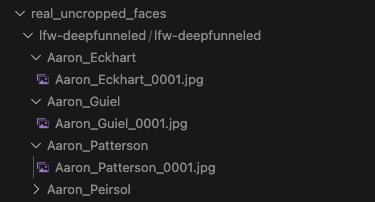 real_uncropped_faces
lfw-deepfunneled/lfw-deepfunneled
Aaron_Eckhart
Aaron_Eckhart_0001.jpg
Aaron_Guiel
Aaron_Guiel_0001.jpg
Aaron_Patterson
Aaron_Patterson_0001.jpg
Aaron_Peirsol